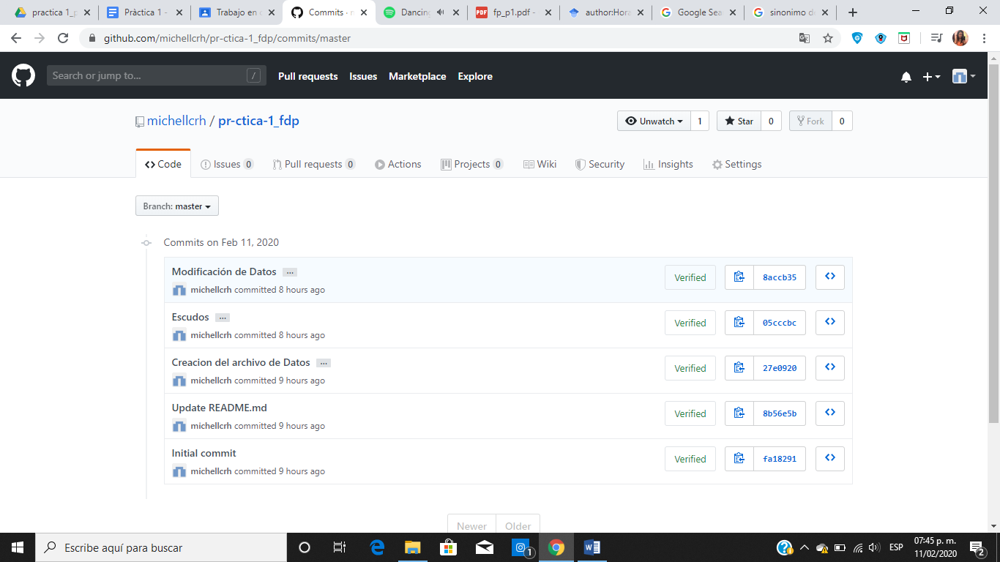 practica 1_p
Pràctica 1 -
Trabajo en c
Commits · m
Dancing
PDF
fp_p1.pdf -
author:Hora
Google Sea
sinonimo de
github.com/michellcrh/pr-ctica-1_fdp/commits/master
Search or jump to...
/
Pull requests
Issues
Marketplace
Explore
michellcrh / pr-ctica-1_fdp
Unwatch
1
Star
0
Fork
0
Code
Issues 0
Pull requests 0
Actions
Projects 0
Wiki
Security
Insights
Settings
Branch: master
Commits on Feb 11, 2020
Modificación de Datos ...
Verified
8accb35
michellcrh committed 8 hours ago
Escudos ...
Verified
05cccbc
michellcrh committed 8 hours ago
Creacion del archivo de Datos ...
Verified
27e0920
michellcrh committed 9 hours ago
Update README.md
Verified
8b56e5b
michellcrh committed 9 hours ago
Initial commit
Verified
fa18291
michellcrh committed 9 hours ago
Newer
Older
Escribe aquí para buscar
1
ESP
07:45 p. m.
11/02/2020
2